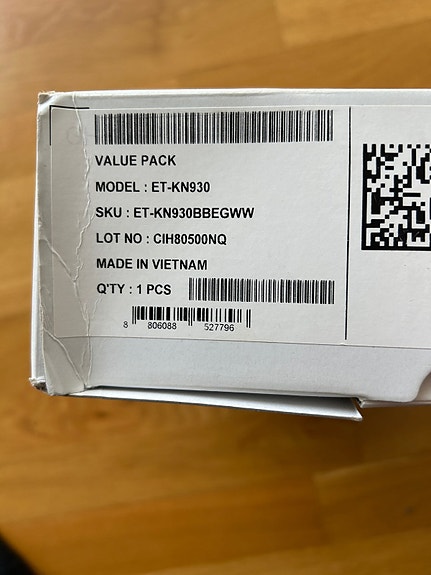 VALUE PACK
MODEL : ET-KN930
SKU : ET-KN930BBEGWW
LOT NO : CIH80500NQ
MADE IN VIETNAM
Q'TY : 1 PCS
8 806088 527796